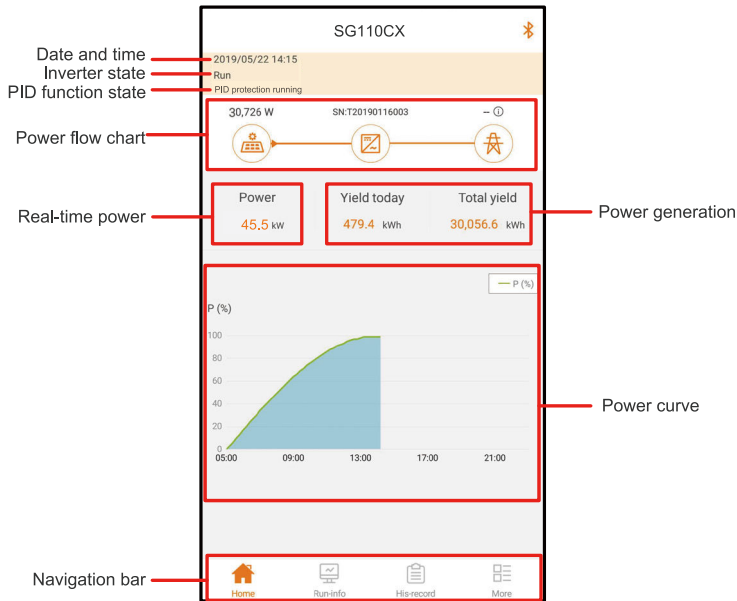 SG110CX
Date and time
2019/05/22 14:15
Inverter state
Run
PID function state
PID protection running
30,726 W
SN:T20190116003
--
Power flow chart
Power
Yield today
Total yield
Real-time power
45.5 kW
479.4 kWh
30,056.6 kWh
Power generation
P (%)
P (%)
100
80
60
40
20
0
05:00 09:00 13:00 17:00 21:00
Power curve
Navigation bar
Home
Run-info
His-record
More